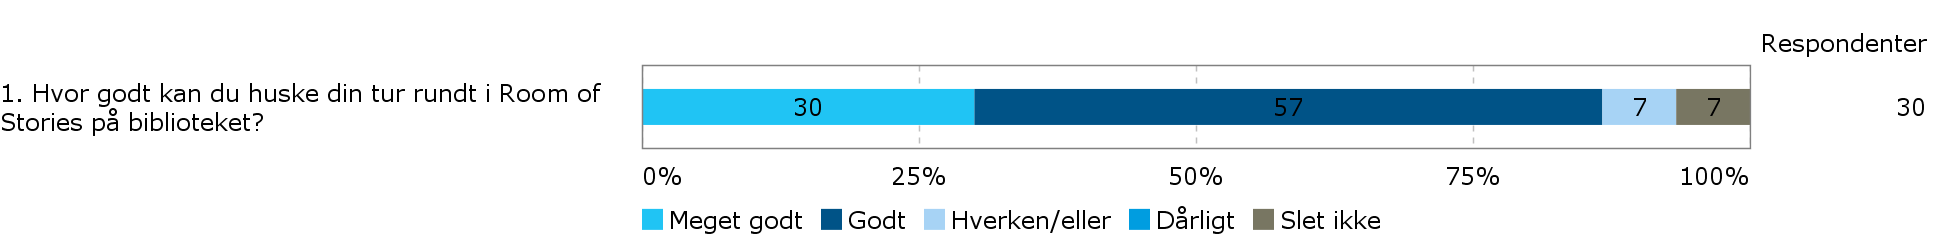 Respondenter
1. Hvor godt kan du huske din tur rundt i Room of
Stories på biblioteket?
30 57 7 7 30
0% 25% 50% 75% 100%
Meget godt Godt Hverken/eller Dårligt Slet ikke